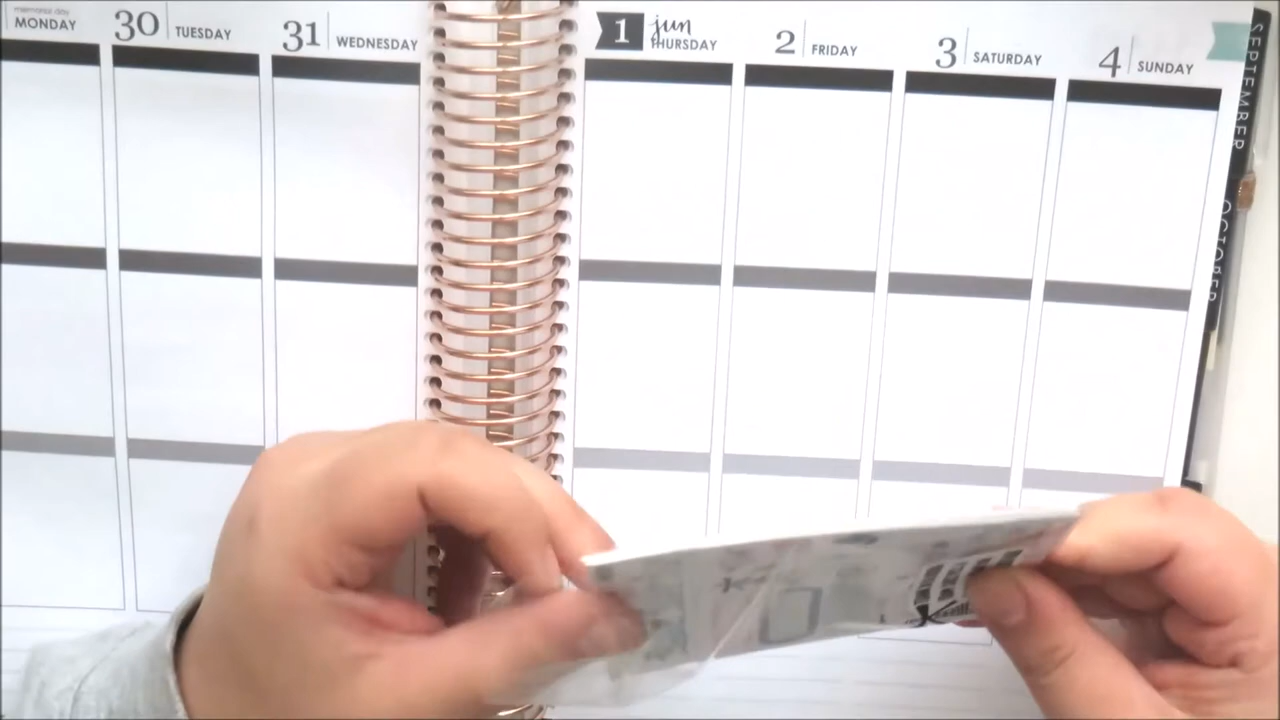 memorial day
MONDAY
30 TUESDAY
31 WEDNESDAY
1 jun THURSDAY
2 FRIDAY
3 SATURDAY
4 SUNDAY
SEPTEMBER
OCTOBER